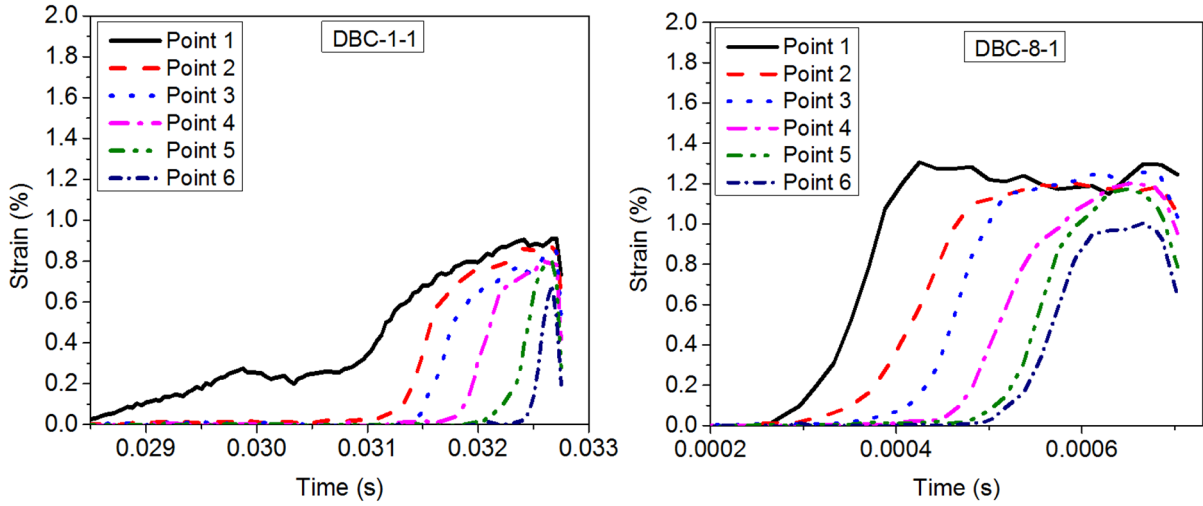 2.0
1.8
1.6
1.4
1.2
1.0
0.8
0.6
0.4
0.2
0.0
Strain (%)
DBC-1-1
Point 1
Point 2
Point 3
Point 4
Point 5
Point 6
0.029
0.030
0.031
0.032
0.033
Time (s)
2.0
1.8
1.6
1.4
1.2
1.0
0.8
0.6
0.4
0.2
0.0
Strain (%)
DBC-8-1
Point 1
Point 2
Point 3
Point 4
Point 5
Point 6
0.0002
0.0004
0.0006
Time (s)